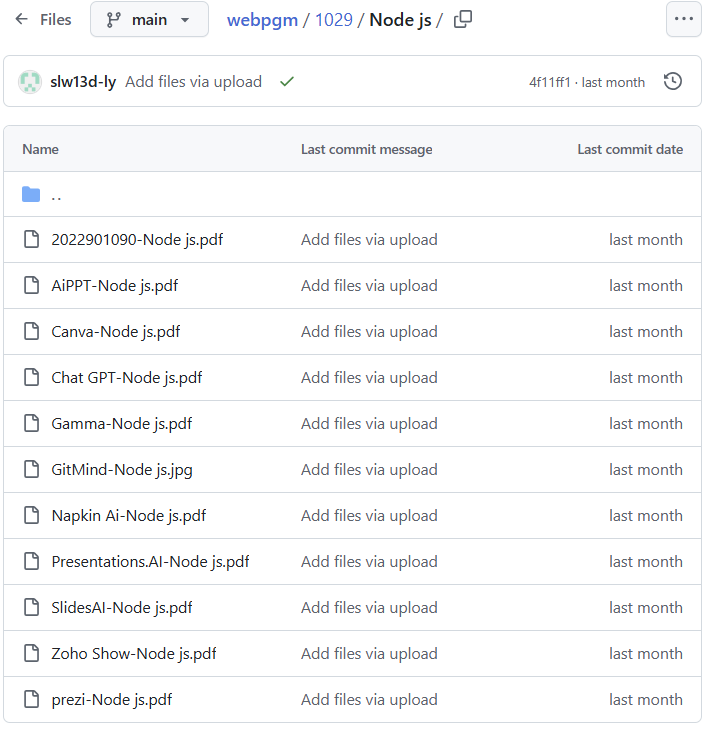 Files main webpgm / 1029 / Node js /
slw13d-ly Add files via upload 4f11ff1 · last month
Name Last commit message Last commit date
..
2022901090-Node js.pdf Add files via upload last month
AiPPT-Node js.pdf Add files via upload last month
Canva-Node js.pdf Add files via upload last month
Chat GPT-Node js.pdf Add files via upload last month
Gamma-Node js.pdf Add files via upload last month
GitMind-Node js.jpg Add files via upload last month
Napkin Ai-Node js.pdf Add files via upload last month
Presentations.AI-Node js.pdf Add files via upload last month
SlidesAI-Node js.pdf Add files via upload last month
Zoho Show-Node js.pdf Add files via upload last month
prezi-Node js.pdf Add files via upload last month